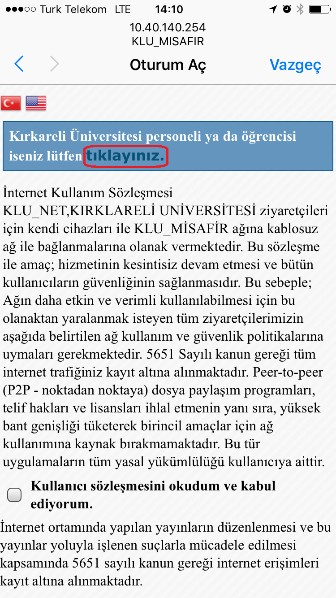 Turk Telekom LTE 14:10
10.40.140.254
KLU_MISAFIR
Oturum Aç Vazgeç
Kırkareli Üniversitesi personeli ya da öğrencisi
iseniz lütfen tıklayınız.
İnternet Kullanım Sözleşmesi
KLU_NET,KIRKLARELİ UNİVERSİTESİ ziyaretçileri
için kendi cihazları ile KLU_MİSAFİR ağına kablosuz
ağ ile bağlanmalarına olanak vermektedir. Bu sözleşme
ile amaç; hizmetinin kesintisiz devam etmesi ve bütün
kullanıcıların güvenliğinin sağlanmasıdır. Bu sebeple;
Ağın daha etkin ve verimli kullanılabilmesi için bu
olanaktan yaralanmak isteyen tüm ziyaretçilerimizin
aşağıda belirtilen ağ kullanım ve güvenlik politikalarına
uymaları gerekmektedir. 5651 Sayılı kanun gereği tüm
internet trafiğiniz kayıt altına alınmaktadır. Peer-to-peer
(P2P - noktadan noktaya) dosya paylaşım programları,
telif hakları ve lisansları ihlal etmenin yanı sıra, yüksek
bant genişliği tüketerek birincil amaçlar için ağ
kullanımına kaynak bırakmamaktadır. Bu tür
uygulamaların tüm yasal yükümlülüğü kullanıcıya aittir.
Kullanıcı sözleşmesini okudum ve kabul
ediyorum.
İnternet ortamında yapılan yayınların düzenlenmesi ve bu
yayınlar yoluyla işlenen suçlarla mücadele edilmesi
kapsamında 5651 sayılı kanun gereği internet erişimleri
kayıt altına alınmaktadır.